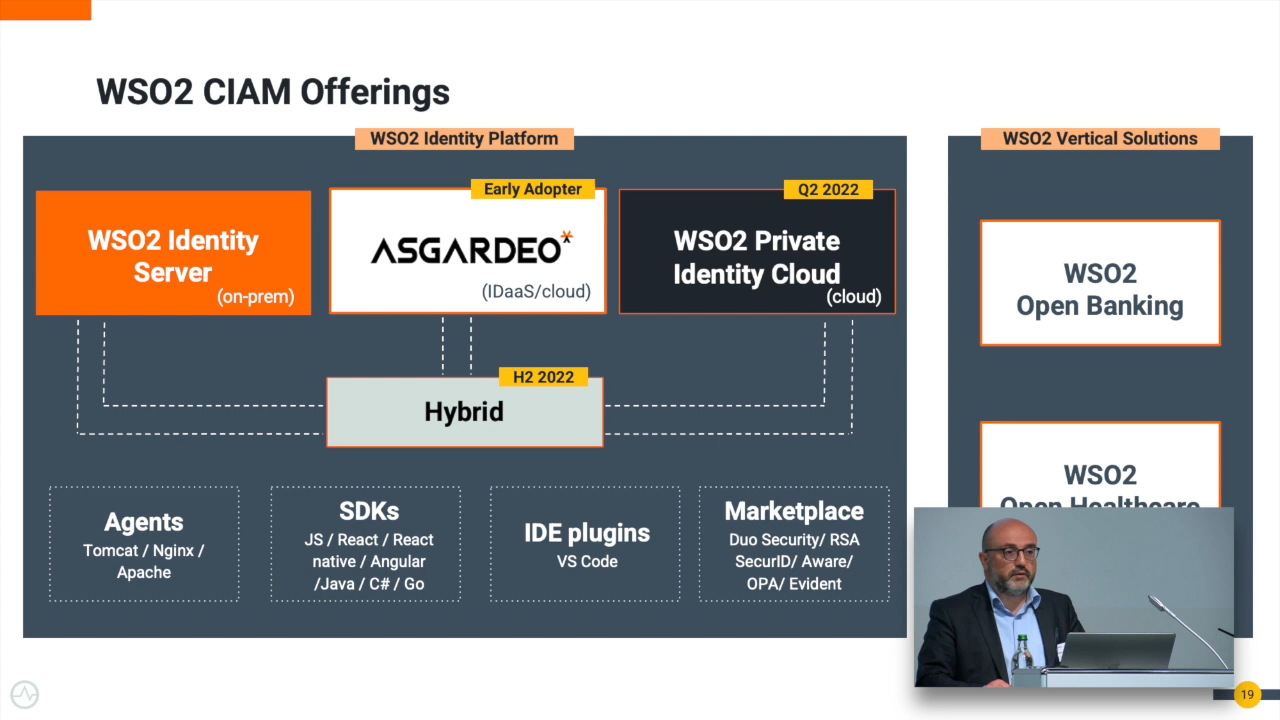 WSO2 CIAM Offerings
WSO2 Identity Platform
WSO2 Identity
Server
(on-prem)
Early Adopter
ASGARDEO
(IDaaS/cloud)
Q2 2022
WSO2 Private
Identity Cloud
(cloud)
H2 2022
Hybrid
Agents
Tomcat / Nginx /
Apache
SDKs
JS / React / React
native / Angular
/Java / C# / Go
IDE plugins
VS Code
Marketplace
Duo Security/ RSA
SecurID/ Aware/
OPA/ Evident
WSO2 Vertical Solutions
WSO2
Open Banking
WSO2
Open Healthcare
19